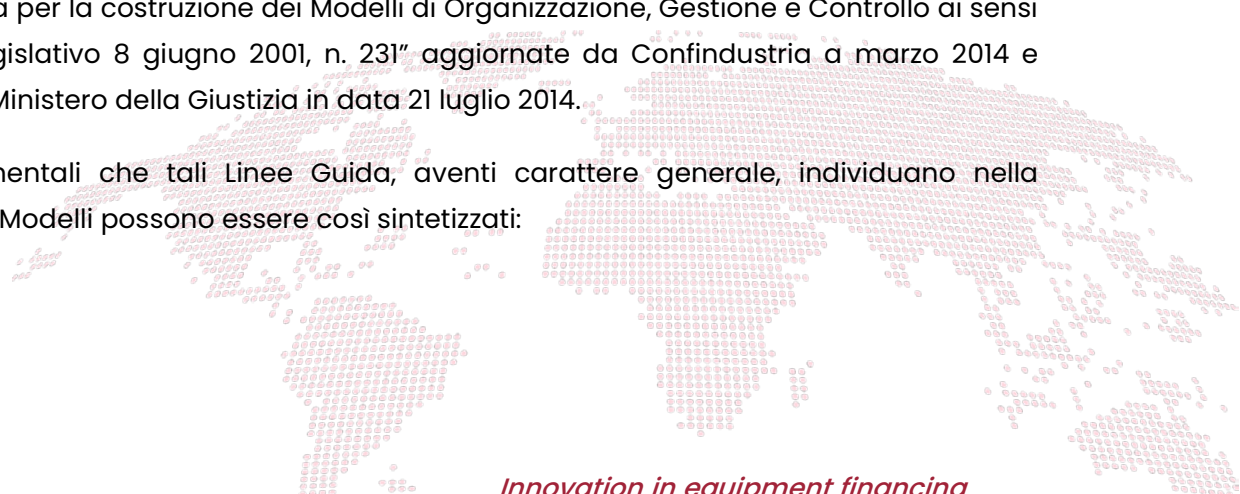 a per la costruzione dei Modelli di Organizzazione, Gestione e Controllo ai sensi
gislativo 8 giugno 2001, n. 231” aggiornate da Confindustria a marzo 2014 e
Ministero della Giustizia in data 21 luglio 2014.
mentali che tali Linee Guida, aventi carattere generale, individuano nella
Modelli possono essere così sintetizzati:
Innovation in equipment financing